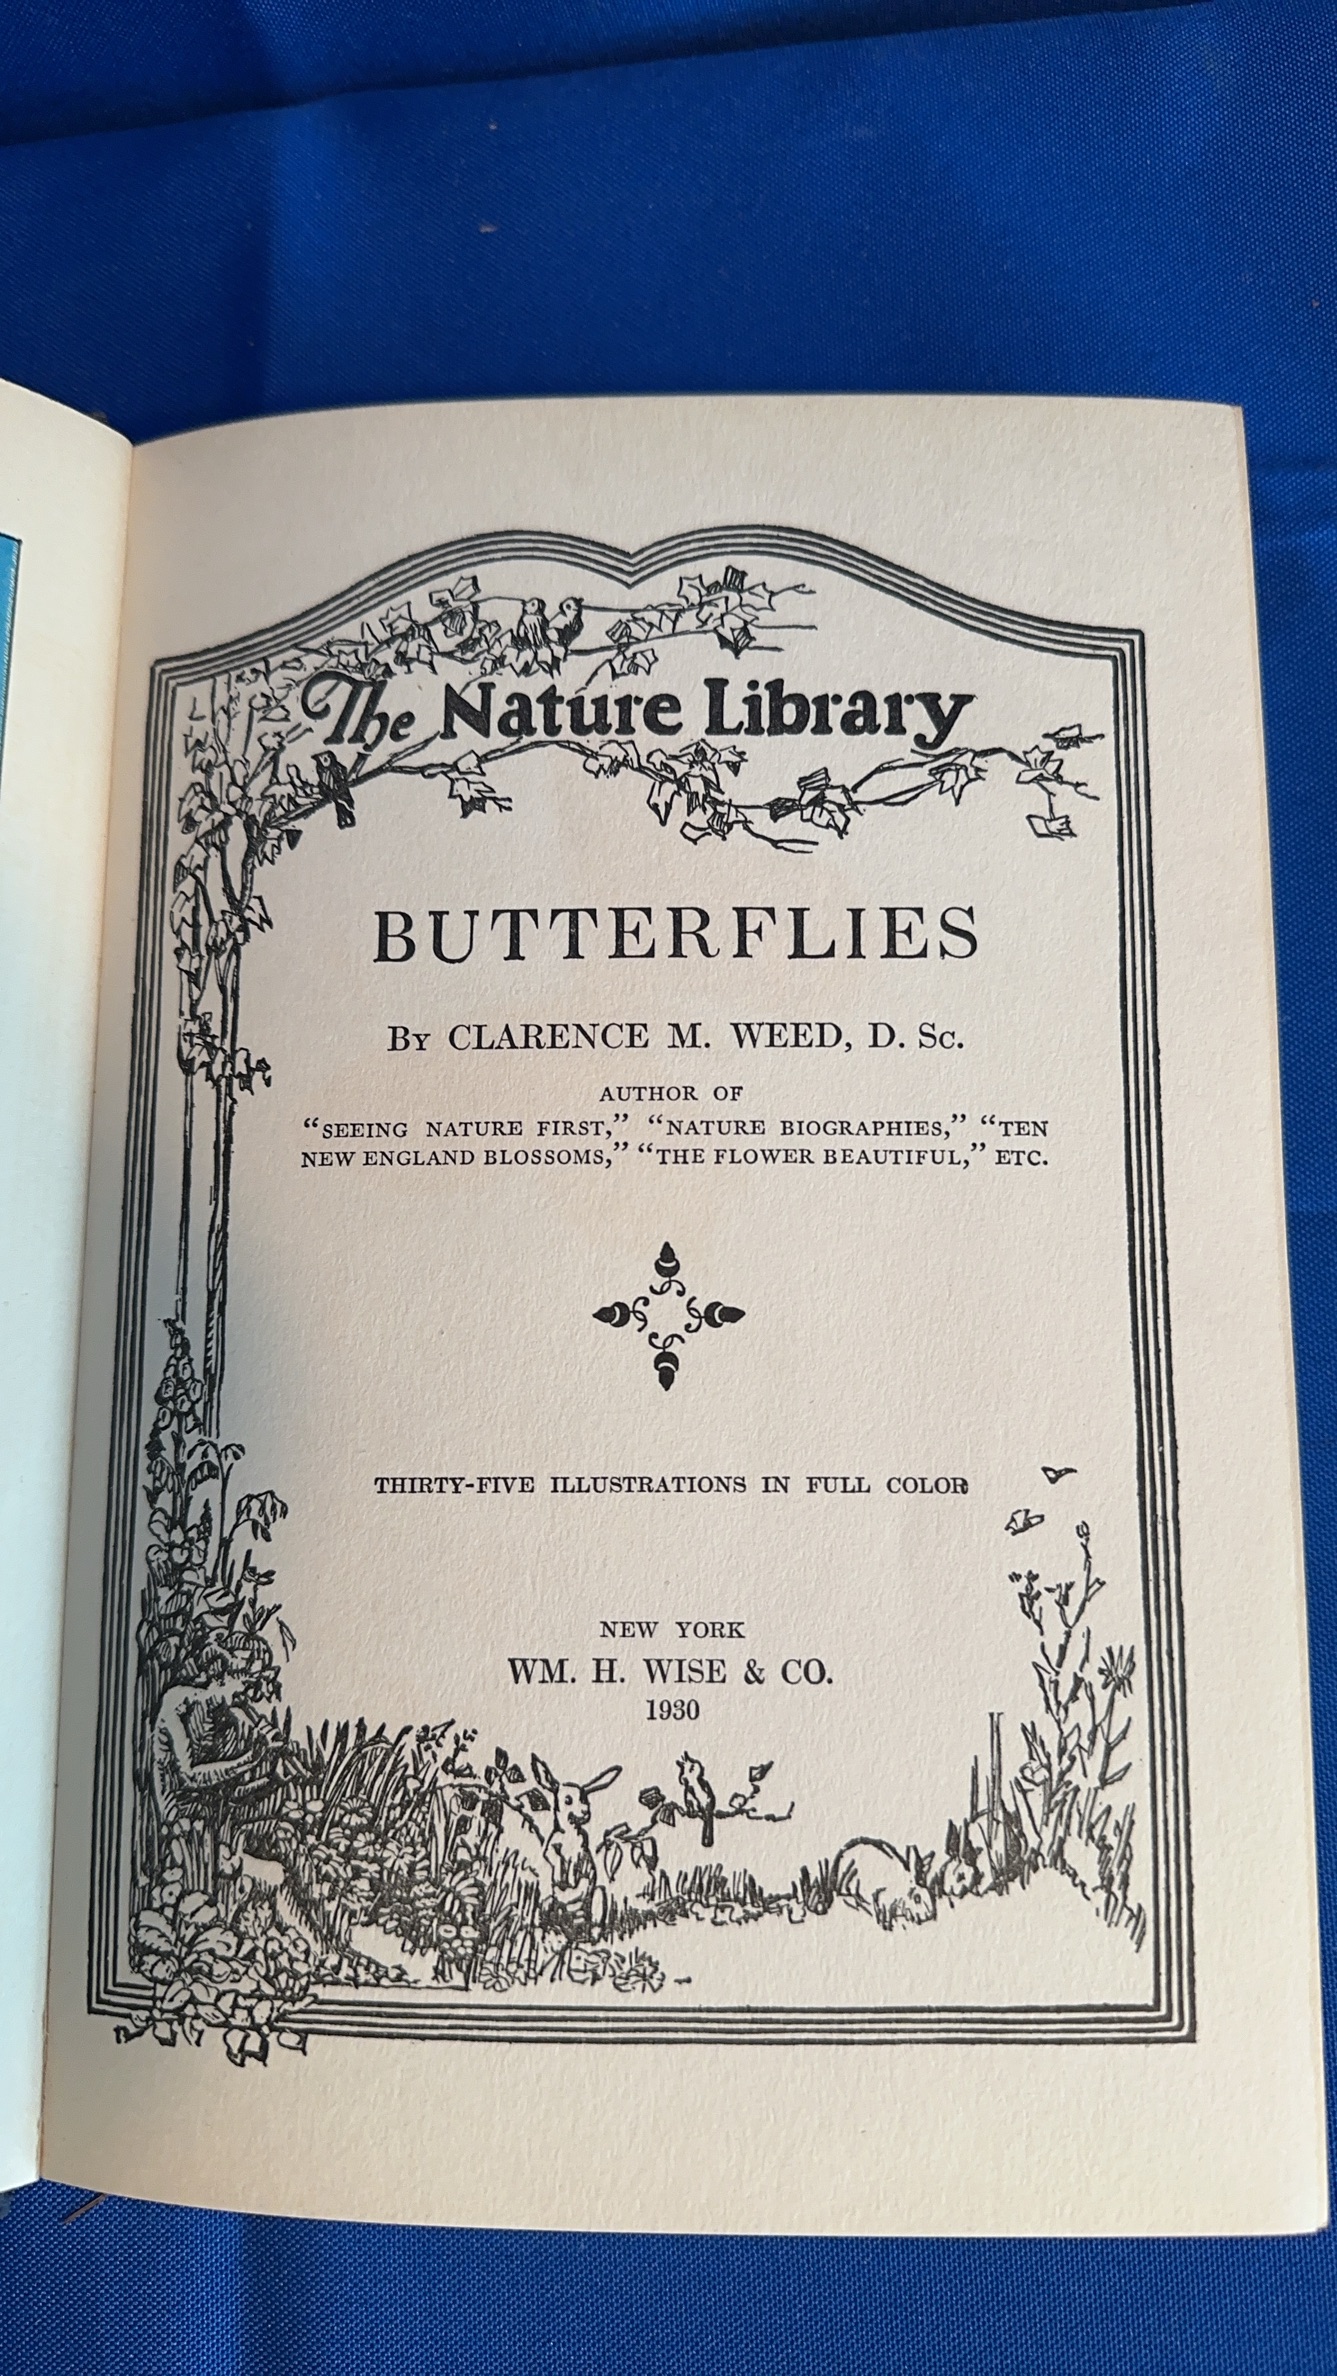 The Nature Library
BUTTERFLIES
By CLARENCE M. WEED, D. Sc.
AUTHOR OF
“SEEING NATURE FIRST,” “NATURE BIOGRAPHIES,” “TEN
NEW ENGLAND BLOSSOMS,” “THE FLOWER BEAUTIFUL,” ETC.
THIRTY-FIVE ILLUSTRATIONS IN FULL COLOR
NEW YORK
WM. H. WISE & CO.
1930